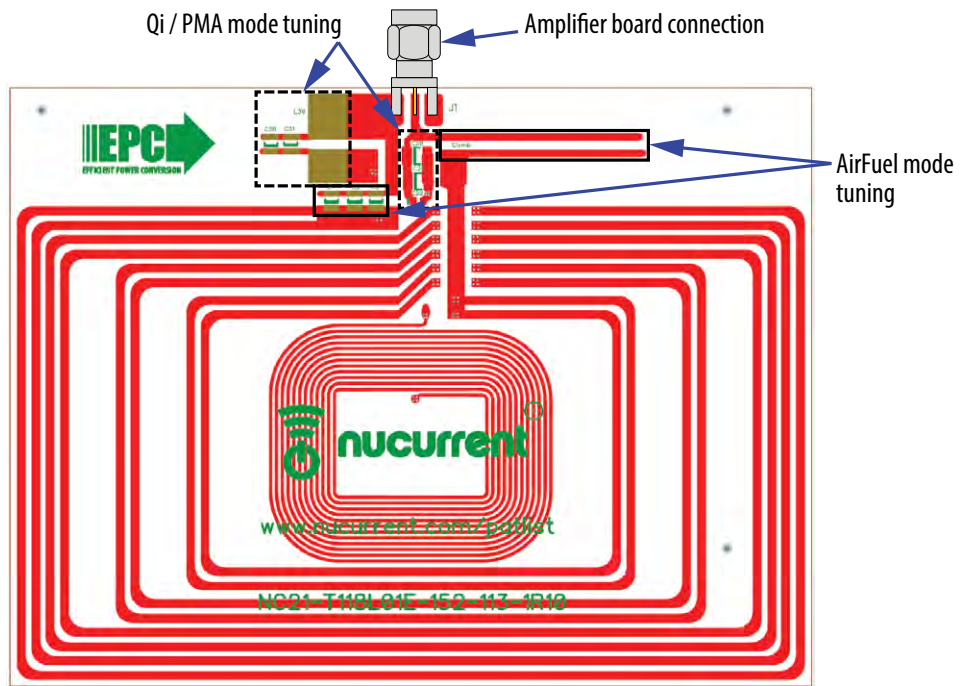 Qi / PMA mode tuning
Amplifier board connection
EPC
EFFICIENT POWER CONVERSION
AirFuel mode
tuning
nucurrent
www.nucurrent.com/patlist
NC21-T118L01E-152-113-1R10